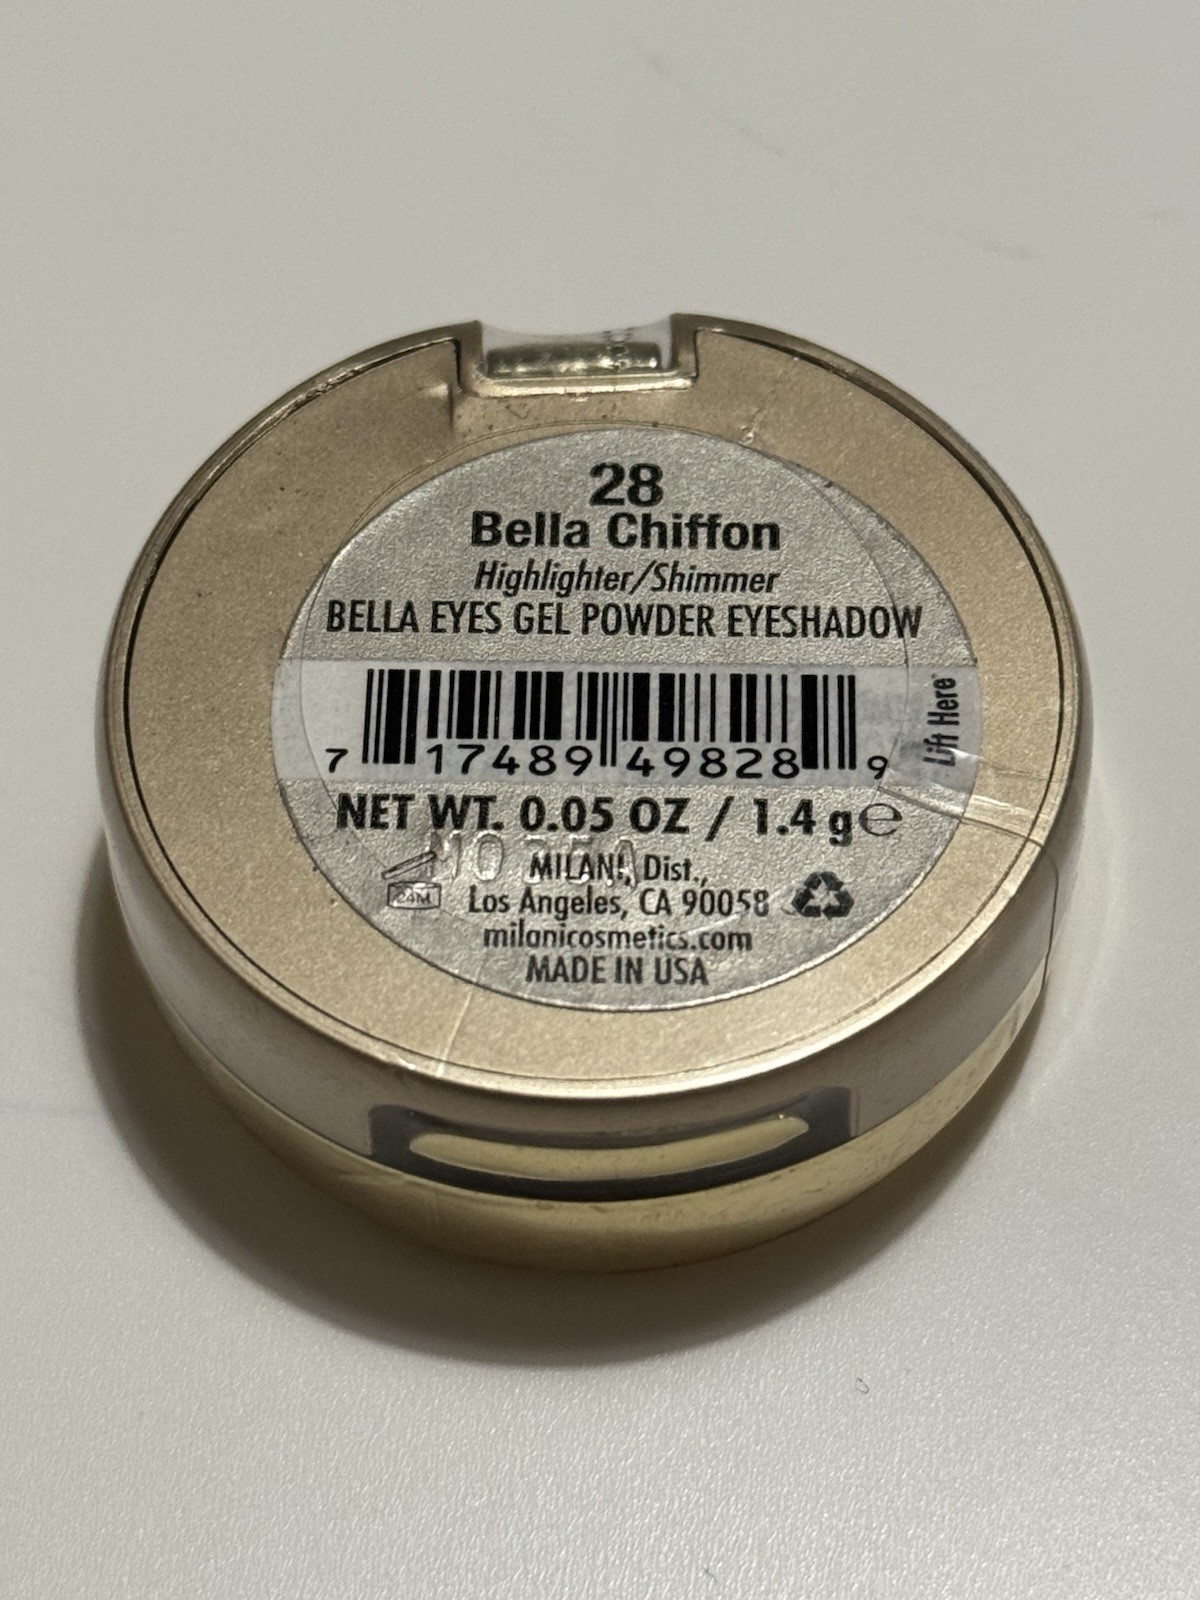 28
Bella Chiffon
Highlighter/Shimmer
BELLA EYES GEL POWDER EYESHADOW
Lift Here
7 17489 49828 9
NET WT. 0.05 OZ / 1.4 g ℮
MILANI, Dist.,
24M
Los Angeles, CA 90058
milanicosmetics.com
MADE IN USA